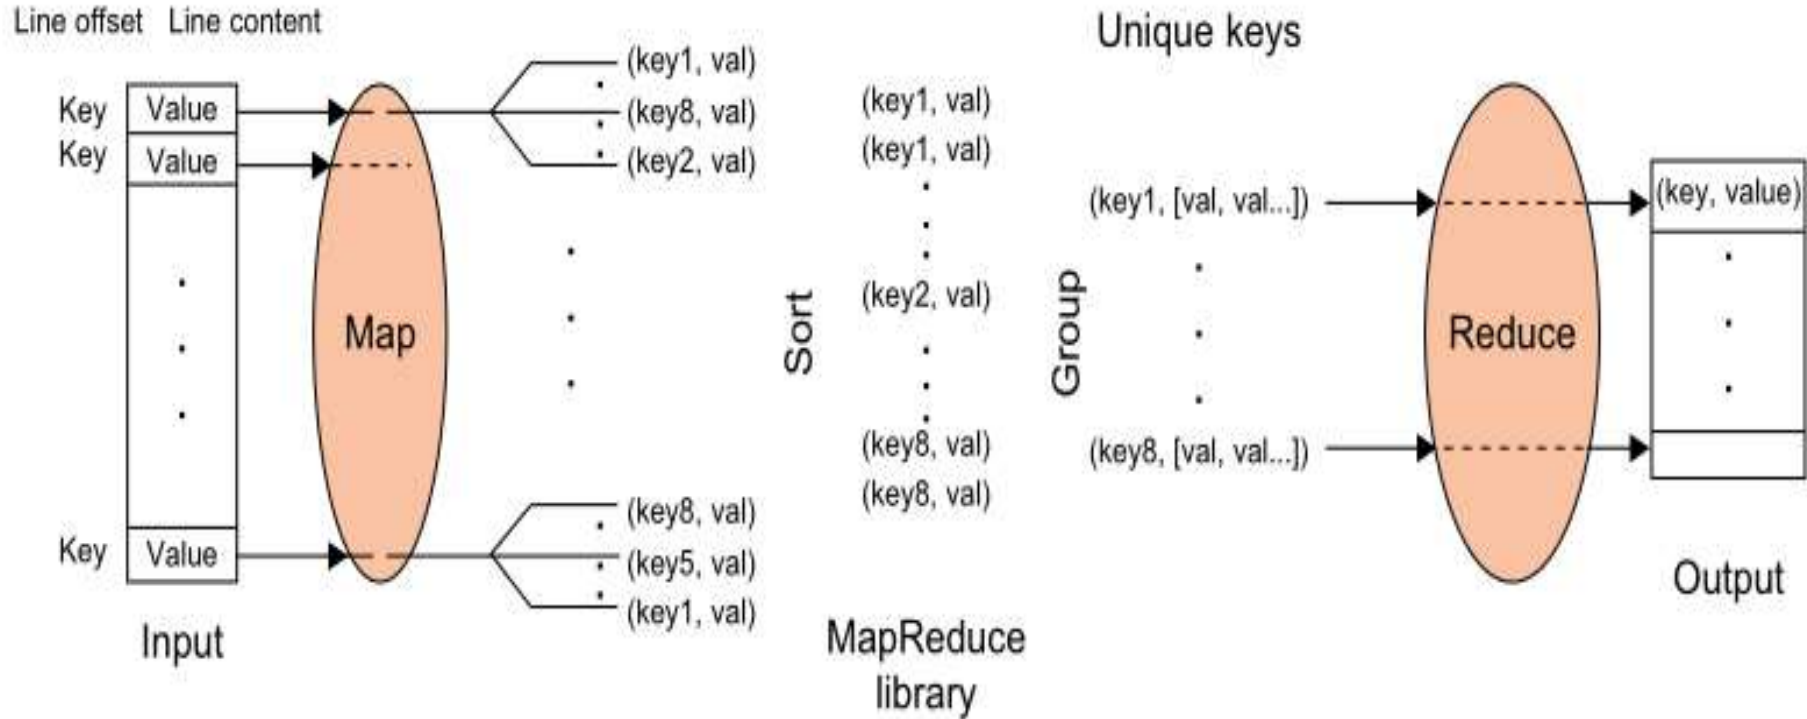 Line offset Line content
Key Value
Key Value
Key Value
Input
Map
(key1, val)
(key8, val)
(key2, val)
(key8, val)
(key5, val)
(key1, val)
Sort
(key1, val)
(key1, val)
(key2, val)
(key8, val)
(key8, val)
MapReduce
library
Group
Unique keys
(key1, [val, val...])
(key8, [val, val...])
Reduce
(key, value)
Output